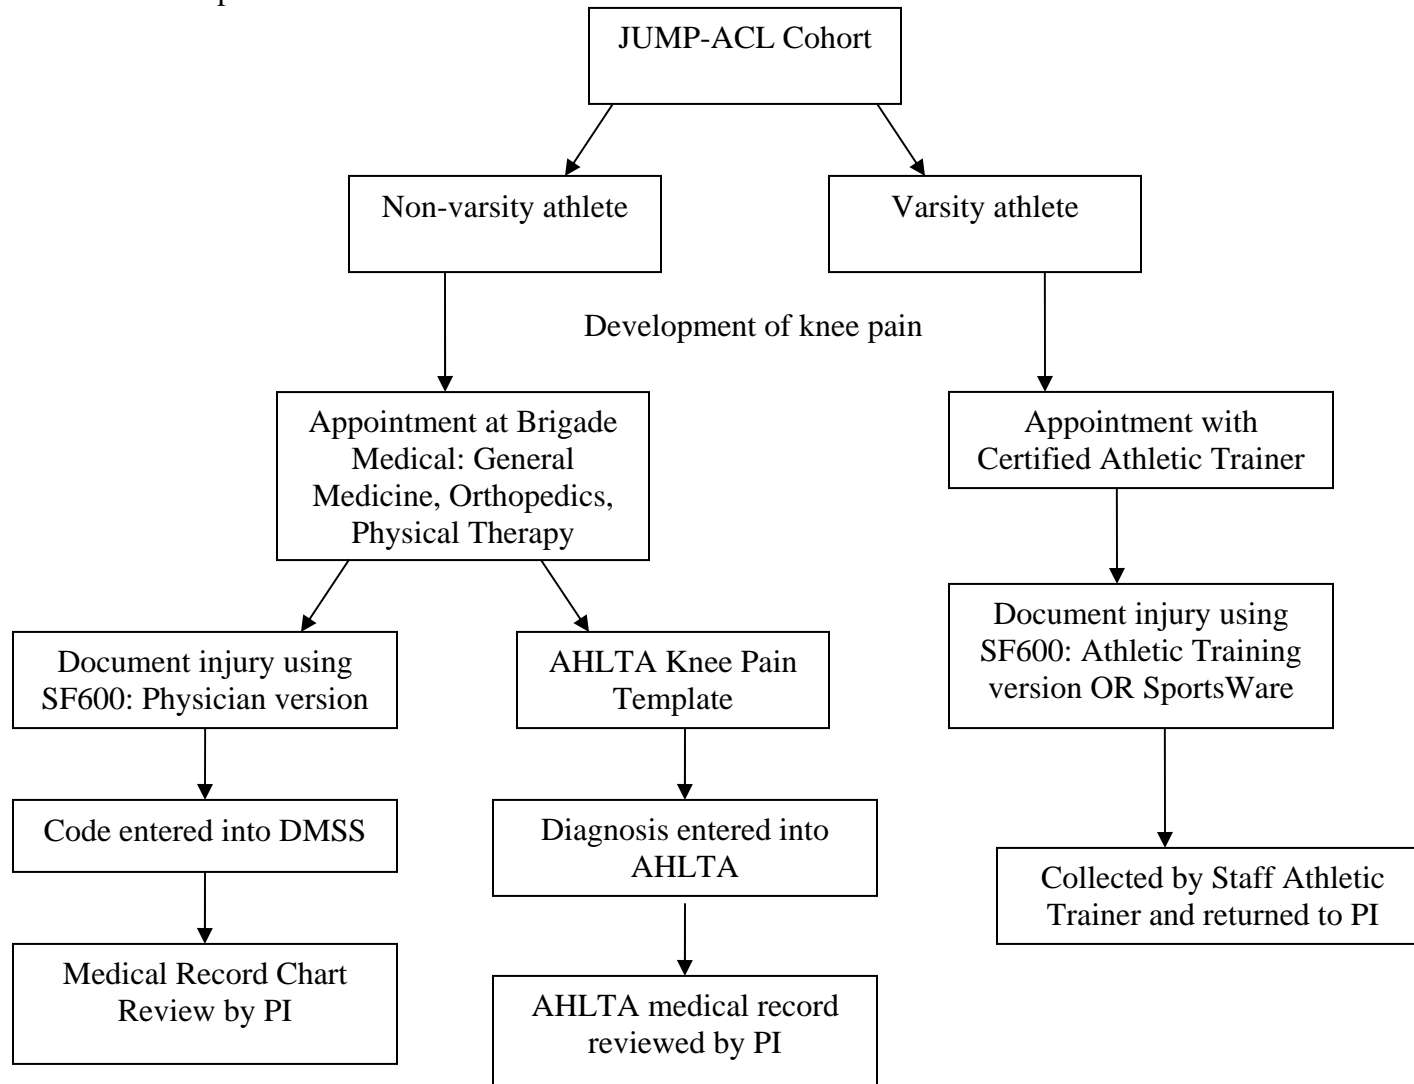 JUMP-ACL Cohort
Non-varsity athlete
Varsity athlete
Development of knee pain
Appointment at Brigade
Medical: General
Medicine, Orthopedics,
Physical Therapy
Appointment with
Certified Athletic Trainer
Document injury using
SF600: Physician version
AHLTA Knee Pain
Template
Document injury using
SF600: Athletic Training
version OR SportsWare
Code entered into DMSS
Diagnosis entered into
AHLTA
Collected by Staff Athletic
Trainer and returned to PI
Medical Record Chart
Review by PI
AHLTA medical record
reviewed by PI